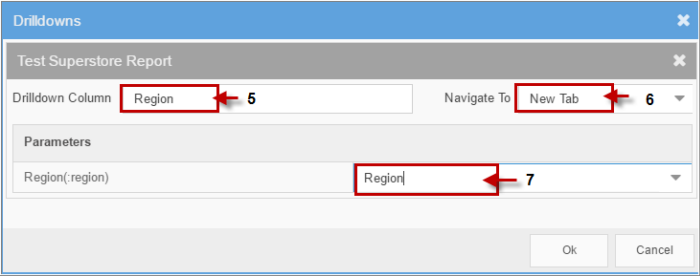 Drilldowns
Test Superstore Report
Drilldown Column Region 5 Navigate To New Tab 6
Parameters
Region(:region) Region 7
Ok Cancel